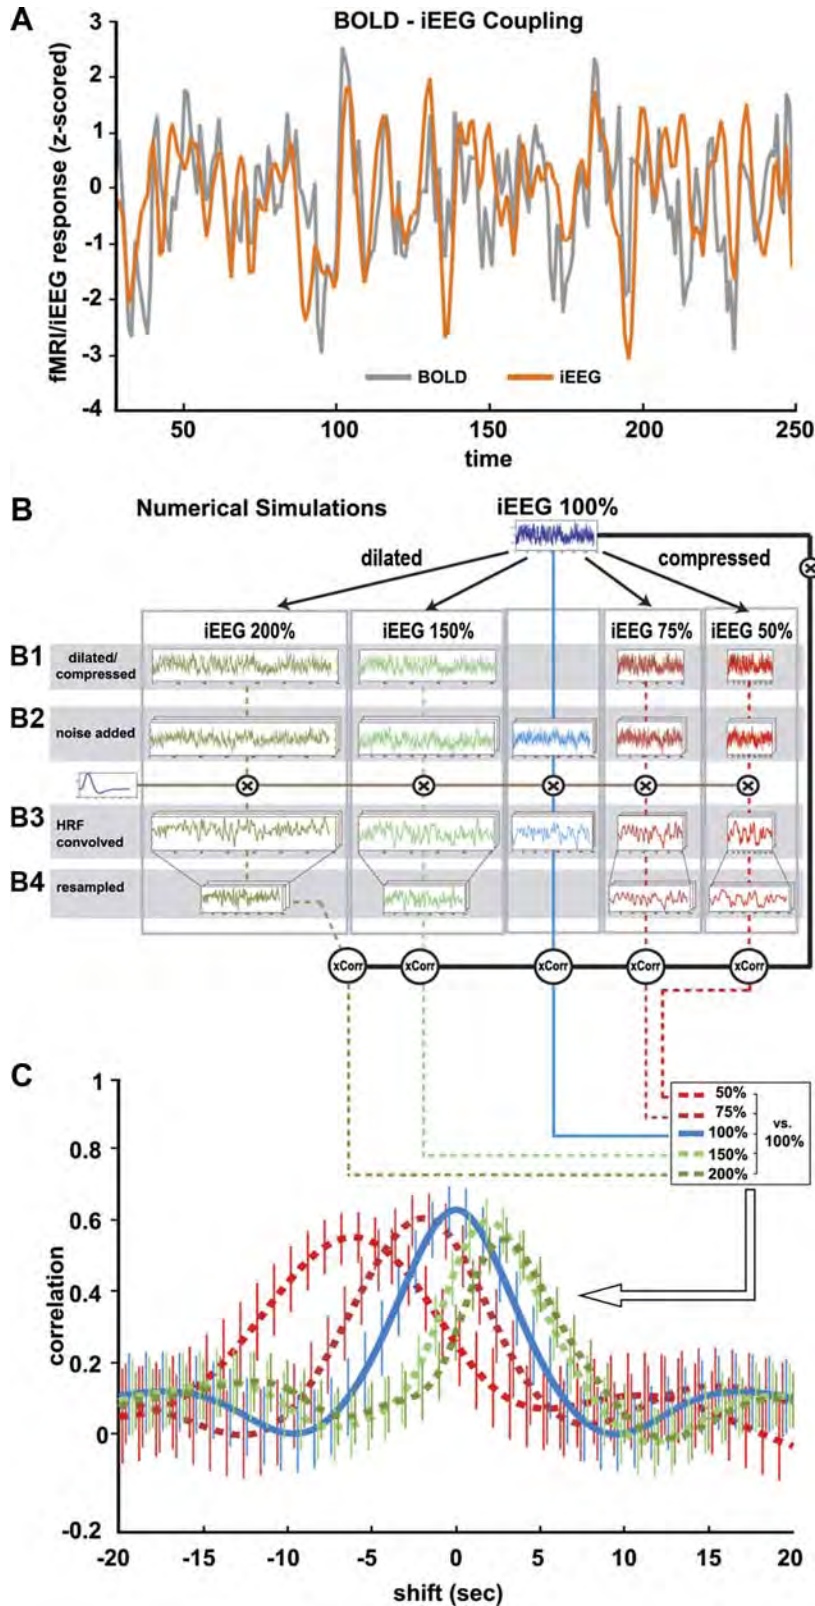 A
BOLD - iEEG Coupling
fMRI/iEEG response (z-scored)
3
2
1
0
-1
-2
-3
-4
BOLD
iEEG
50
100
150
200
250
time
B
Numerical Simulations
iEEG 100%
dilated
compressed
iEEG 200%
iEEG 150%
iEEG 75%
iEEG 50%
B1
dilated/
compressed
B2
noise added
B3
HRF
convolved
B4
resampled
xCorr
xCorr
xCorr
xCorr
xCorr
C
50%
75%
100%
150%
200%
vs.
100%
correlation
1
0.8
0.6
0.4
0.2
0
-0.2
-20
-15
-10
-5
0
5
10
15
20
shift (sec)